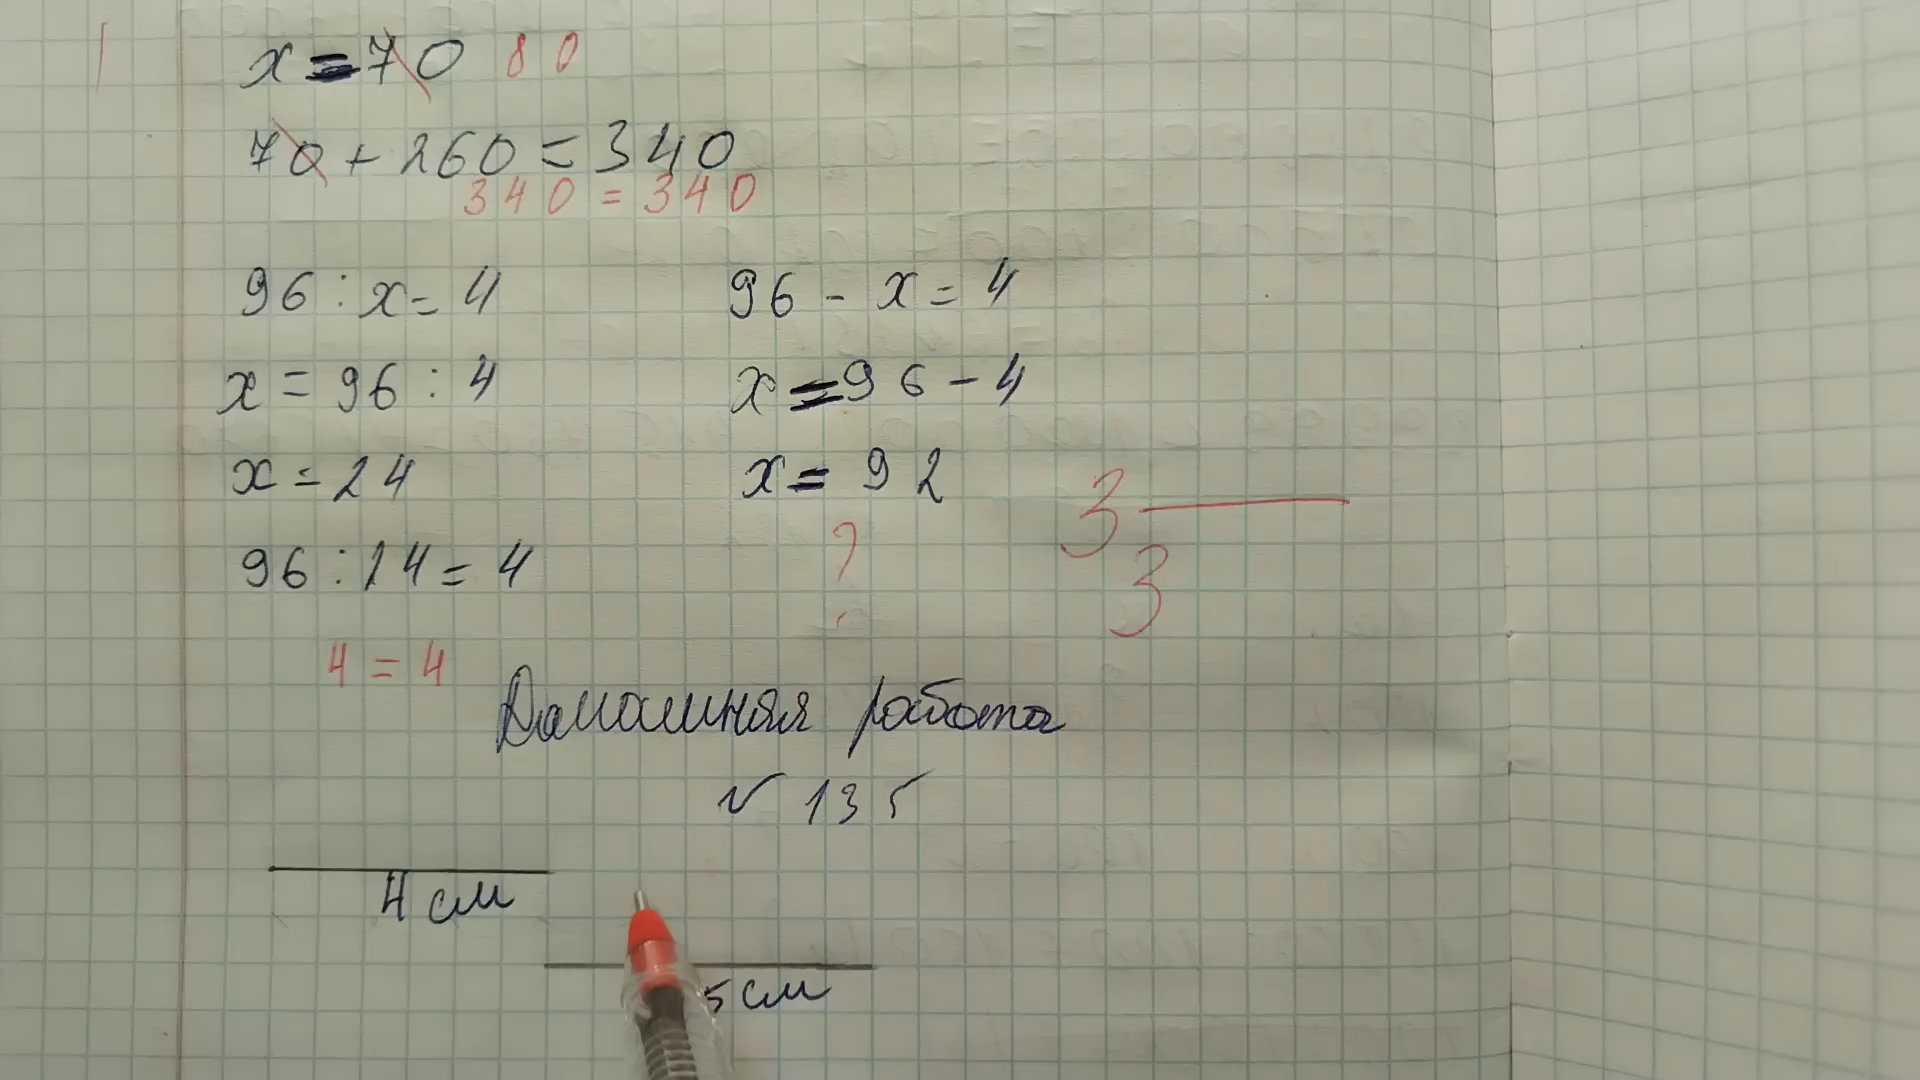 x = 70 80
70 + 260 = 340
340 = 340
96 : x = 4
x = 96 : 4
x = 24
96 : 24 = 4
4 = 4
96 - x = 4
x = 96 - 4
x = 92
?
3
3
Домашняя работа
№ 135
4 см
5 см